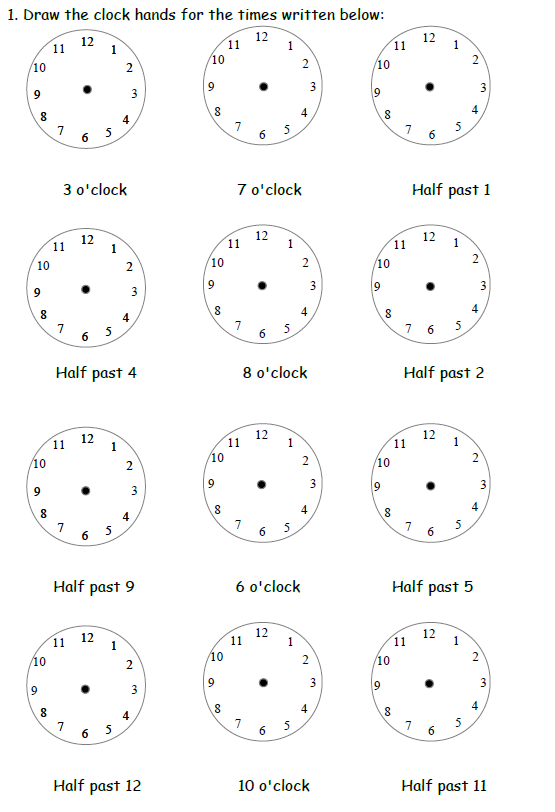 1. Draw the clock hands for the times written below:
12 1 2 3 4 5 6 7 8 9 10 11
12 1 2 3 4 5 6 7 8 9 10 11
12 1 2 3 4 5 6 7 8 9 10 11
3 o'clock
7 o'clock
Half past 1
12 1 2 3 4 5 6 7 8 9 10 11
12 1 2 3 4 5 6 7 8 9 10 11
12 1 2 3 4 5 6 7 8 9 10 11
Half past 4
8 o'clock
Half past 2
12 1 2 3 4 5 6 7 8 9 10 11
12 1 2 3 4 5 6 7 8 9 10 11
12 1 2 3 4 5 6 7 8 9 10 11
Half past 9
6 o'clock
Half past 5
12 1 2 3 4 5 6 7 8 9 10 11
12 1 2 3 4 5 6 7 8 9 10 11
12 1 2 3 4 5 6 7 8 9 10 11
Half past 12
10 o'clock
Half past 11